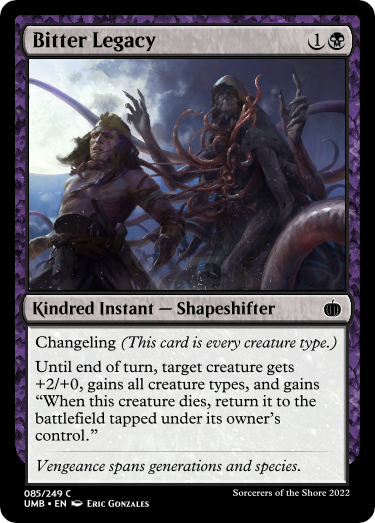 Bitter Legacy 1
Kindred Instant — Shapeshifter
Changeling (This card is every creature type.)
Until end of turn, target creature gets
+2/+0, gains all creature types, and gains
“When this creature dies, return it to the
battlefield tapped under its owner’s
control.”
Vengeance spans generations and species.
085/249 C
Sorcerers of the Shore 2022
UMB • EN Eric Gonzales